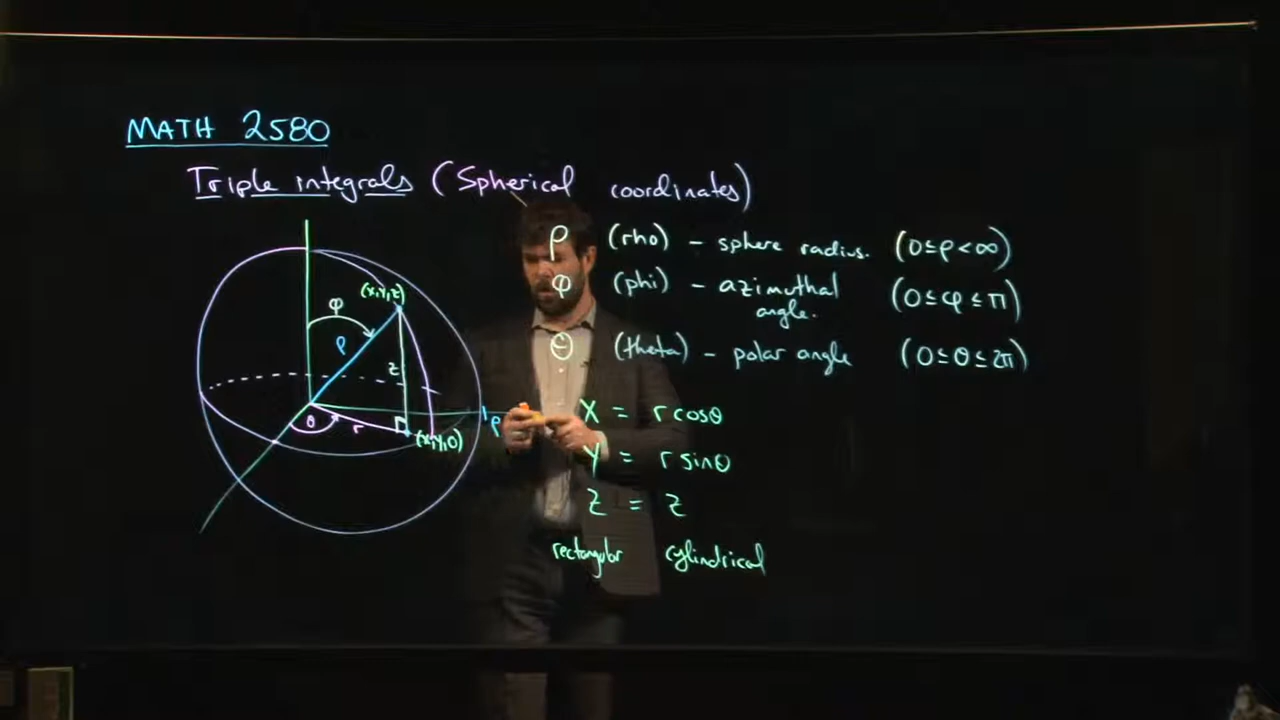 MATH 2580
Triple integrals (Spherical coordinates)
ρ (rho) - sphere radius. (0≤ρ<∞)
φ (phi) - azimuthal angle. (0≤φ≤π)
θ (theta) - polar angle (0≤θ≤2π)
(x,y,z)
φ
ρ
z
θ
r
(x,y,0)
ρ
x = r cosθ
y = r sinθ
z = z
rectangular cylindrical